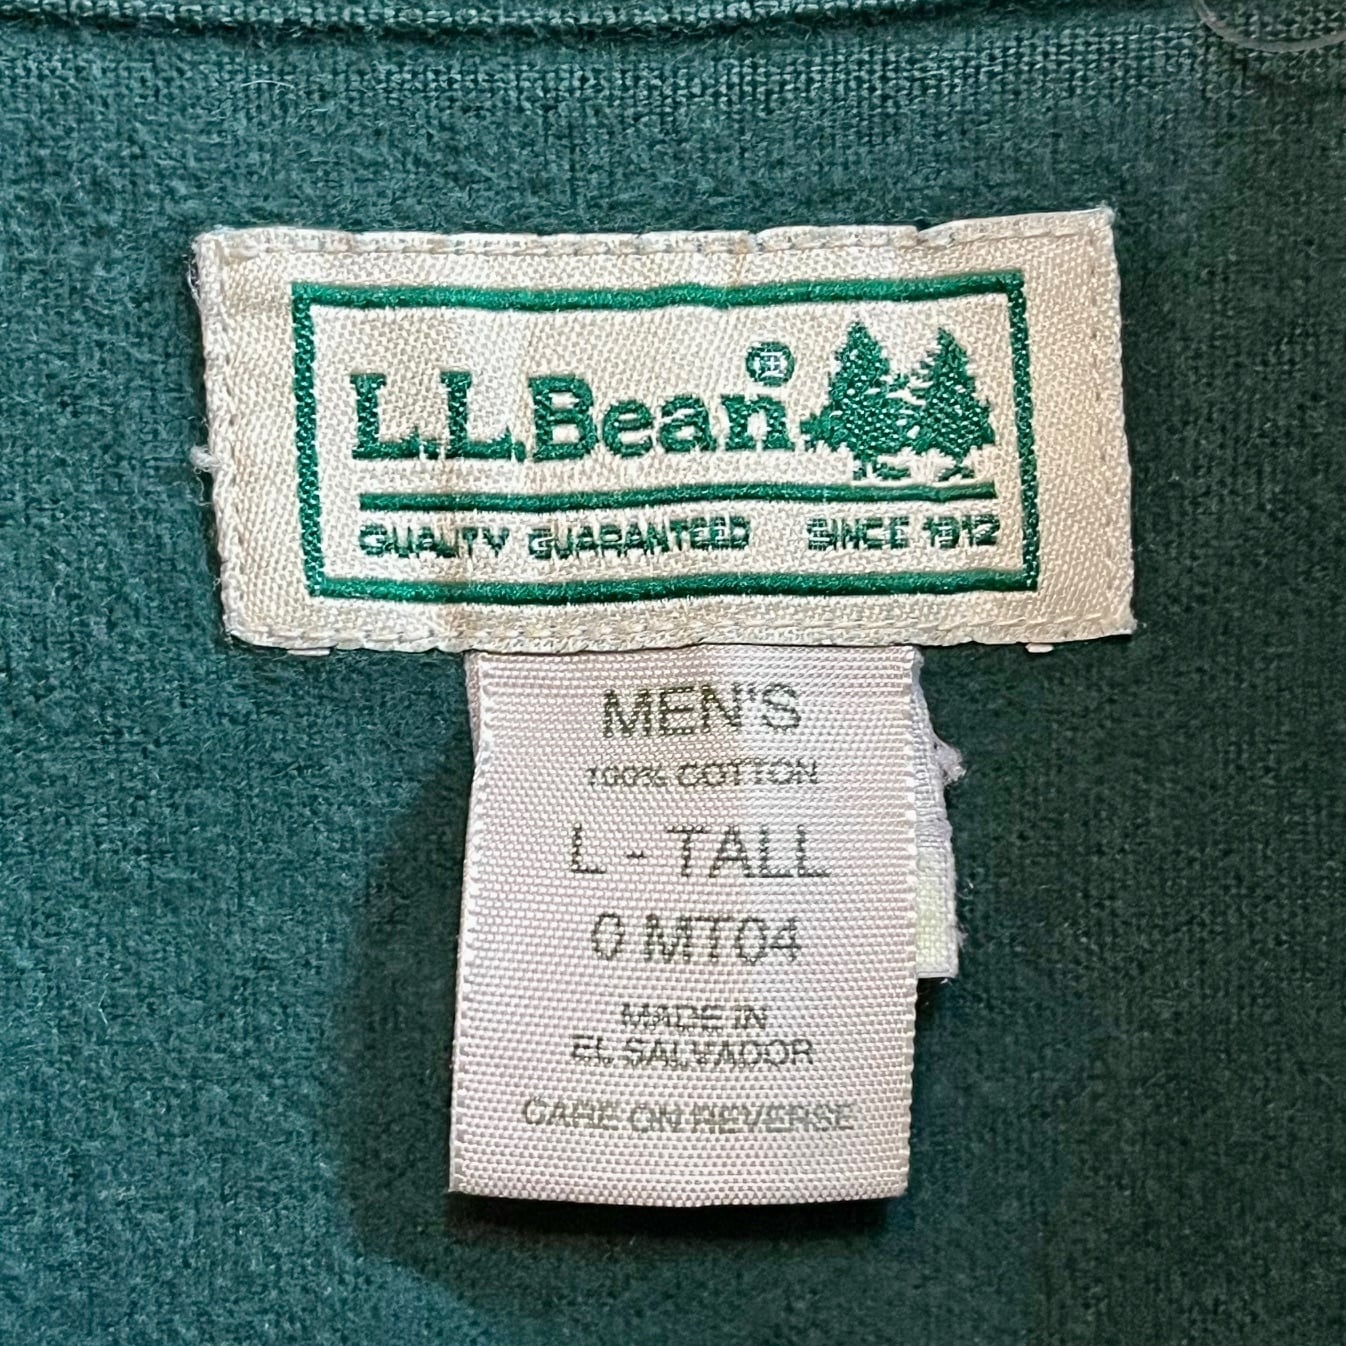 L.L.Bean®
QUALITY GUARANTEED SINCE 1912
MEN'S
100% COTTON
L - TALL
0 MT04
MADE IN
EL SALVADOR
CARE ON REVERSE